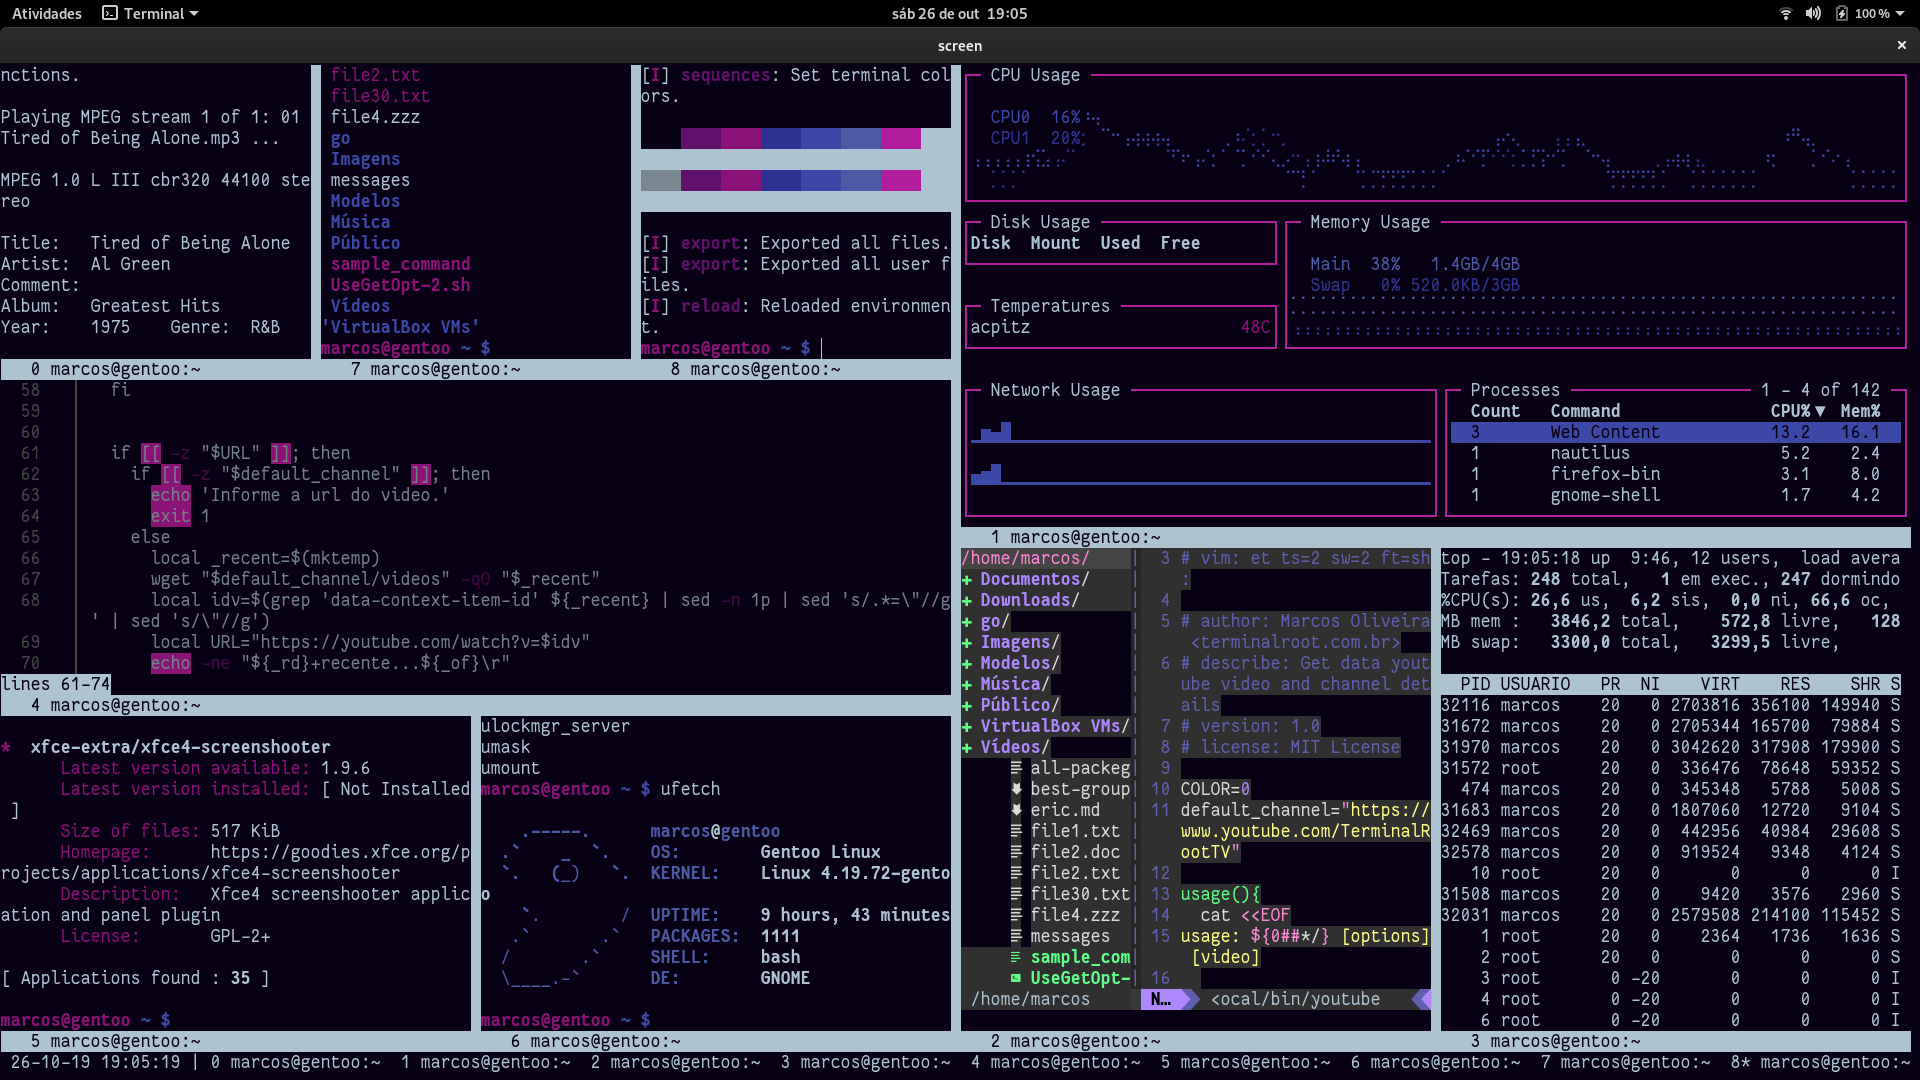 Atividades
Terminal
sáb 26 de out 19:05
100 %
screen
nctions.
Playing MPEG stream 1 of 1: 01
Tired of Being Alone.mp3 ...
MPEG 1.0 L III cbr320 44100 ste
reo
Title: Tired of Being Alone
Artist: Al Green
Comment:
Album: Greatest Hits
Year: 1975 Genre: R&B
0 marcos@gentoo:~
file2.txt
file30.txt
file4.zzz
go
Imagens
messages
Modelos
Música
Público
sample_command
UseGetOpt-2.sh
Vídeos
'VirtualBox VMs'
marcos@gentoo ~ $
7 marcos@gentoo:~
[I] sequences: Set terminal col
ors.
[I] export: Exported all files.
[I] export: Exported all user f
iles.
[I] reload: Reloaded environmen
t.
marcos@gentoo ~ $
8 marcos@gentoo:~
CPU Usage
CPU0 16%
CPU1 20%
Disk Usage
Disk Mount Used Free
Memory Usage
Main 38% 1.4GB/4GB
Swap 0% 520.0KB/3GB
Temperatures
acpitz 48C
Network Usage
Processes 1 - 4 of 142
Count Command CPU%▼ Mem%
3 Web Content 13.2 16.1
1 nautilus 5.2 2.4
1 firefox-bin 3.1 8.0
1 gnome-shell 1.7 4.2
1 marcos@gentoo:~
58 fi
59
60
61 if [[ -z "$URL" ]]; then
62 if [[ -z "$default_channel" ]]; then
63 echo 'Informe a url do video.'
64 exit 1
65 else
66 local _recent=$(mktemp)
67 wget "$default_channel/videos" -qO "$_recent"
68 local idv=$(grep 'data-context-item-id' ${_recent} | sed -n 1p | sed 's/.*=\"//g
' | sed 's/\"//g')
69 local URL="https://youtube.com/watch?v=$idv"
70 echo -ne "${_rd}+recente...${_of}\r"
lines 61-74
4 marcos@gentoo:~
* xfce-extra/xfce4-screenshooter
Latest version available: 1.9.6
Latest version installed: [ Not Installed
]
Size of files: 517 KiB
Homepage: https://goodies.xfce.org/p
rojects/applications/xfce4-screenshooter
Description: Xfce4 screenshooter applic
ation and panel plugin
License: GPL-2+
[ Applications found : 35 ]
marcos@gentoo ~ $
5 marcos@gentoo:~
ulockmgr_server
umask
umount
marcos@gentoo ~ $ ufetch
marcos@gentoo
OS: Gentoo Linux
KERNEL: Linux 4.19.72-gento
o
UPTIME: 9 hours, 43 minutes
PACKAGES: 1111
SHELL: bash
DE: GNOME
marcos@gentoo ~ $
6 marcos@gentoo:~
/home/marcos/
+ Documentos/
+ Downloads/
+ go/
+ Imagens/
+ Modelos/
+ Música/
+ Público/
+ VirtualBox VMs/
+ Vídeos/
all-packeg
best-group
eric.md
file1.txt
file2.doc
file2.txt
file30.txt
file4.zzz
messages
sample_com
UseGetOpt-
/home/marcos
3 # vim: et ts=2 sw=2 ft=sh
:
4
5 # author: Marcos Oliveira
<terminalroot.com.br>
6 # describe: Get data yout
ube video and channel det
ails
7 # version: 1.0
8 # license: MIT License
9
10 COLOR=0
11 default_channel="https://
www.youtube.com/TerminalR
ootTV"
12
13 usage(){
14 cat <<EOF
15 usage: ${0##*/} [options]
[video]
16
N… <ocal/bin/youtube
2 marcos@gentoo:~
top - 19:05:18 up 9:46, 12 users, load avera
Tarefas: 248 total, 1 em exec., 247 dormindo
%CPU(s): 26,6 us, 6,2 sis, 0,0 ni, 66,6 oc,
MB mem : 3846,2 total, 572,8 livre, 128
MB swap: 3300,0 total, 3299,5 livre,
PID USUARIO PR NI VIRT RES SHR S
32116 marcos 20 0 2703816 356100 149940 S
31672 marcos 20 0 2705344 165700 79884 S
31970 marcos 20 0 3042620 317908 179900 S
31572 root 20 0 336476 78648 59352 S
474 marcos 20 0 345348 5788 5008 S
31683 marcos 20 0 1807060 12720 9104 S
32469 marcos 20 0 442956 40984 29608 S
32578 marcos 20 0 919524 9348 4124 S
10 root 20 0 0 0 0 I
31508 marcos 20 0 9420 3576 2960 S
32031 marcos 20 0 2579508 214100 115452 S
1 root 20 0 2364 1736 1636 S
2 root 20 0 0 0 0 S
3 root 0 -20 0 0 0 I
4 root 0 -20 0 0 0 I
6 root 0 -20 0 0 0 I
3 marcos@gentoo:~
26-10-19 19:05:19 | 0 marcos@gentoo:~ 1 marcos@gentoo:~ 2 marcos@gentoo:~ 3 marcos@gentoo:~ 4 marcos@gentoo:~ 5 marcos@gentoo:~ 6 marcos@gentoo:~ 7 marcos@gentoo:~ 8* marcos@gentoo:~